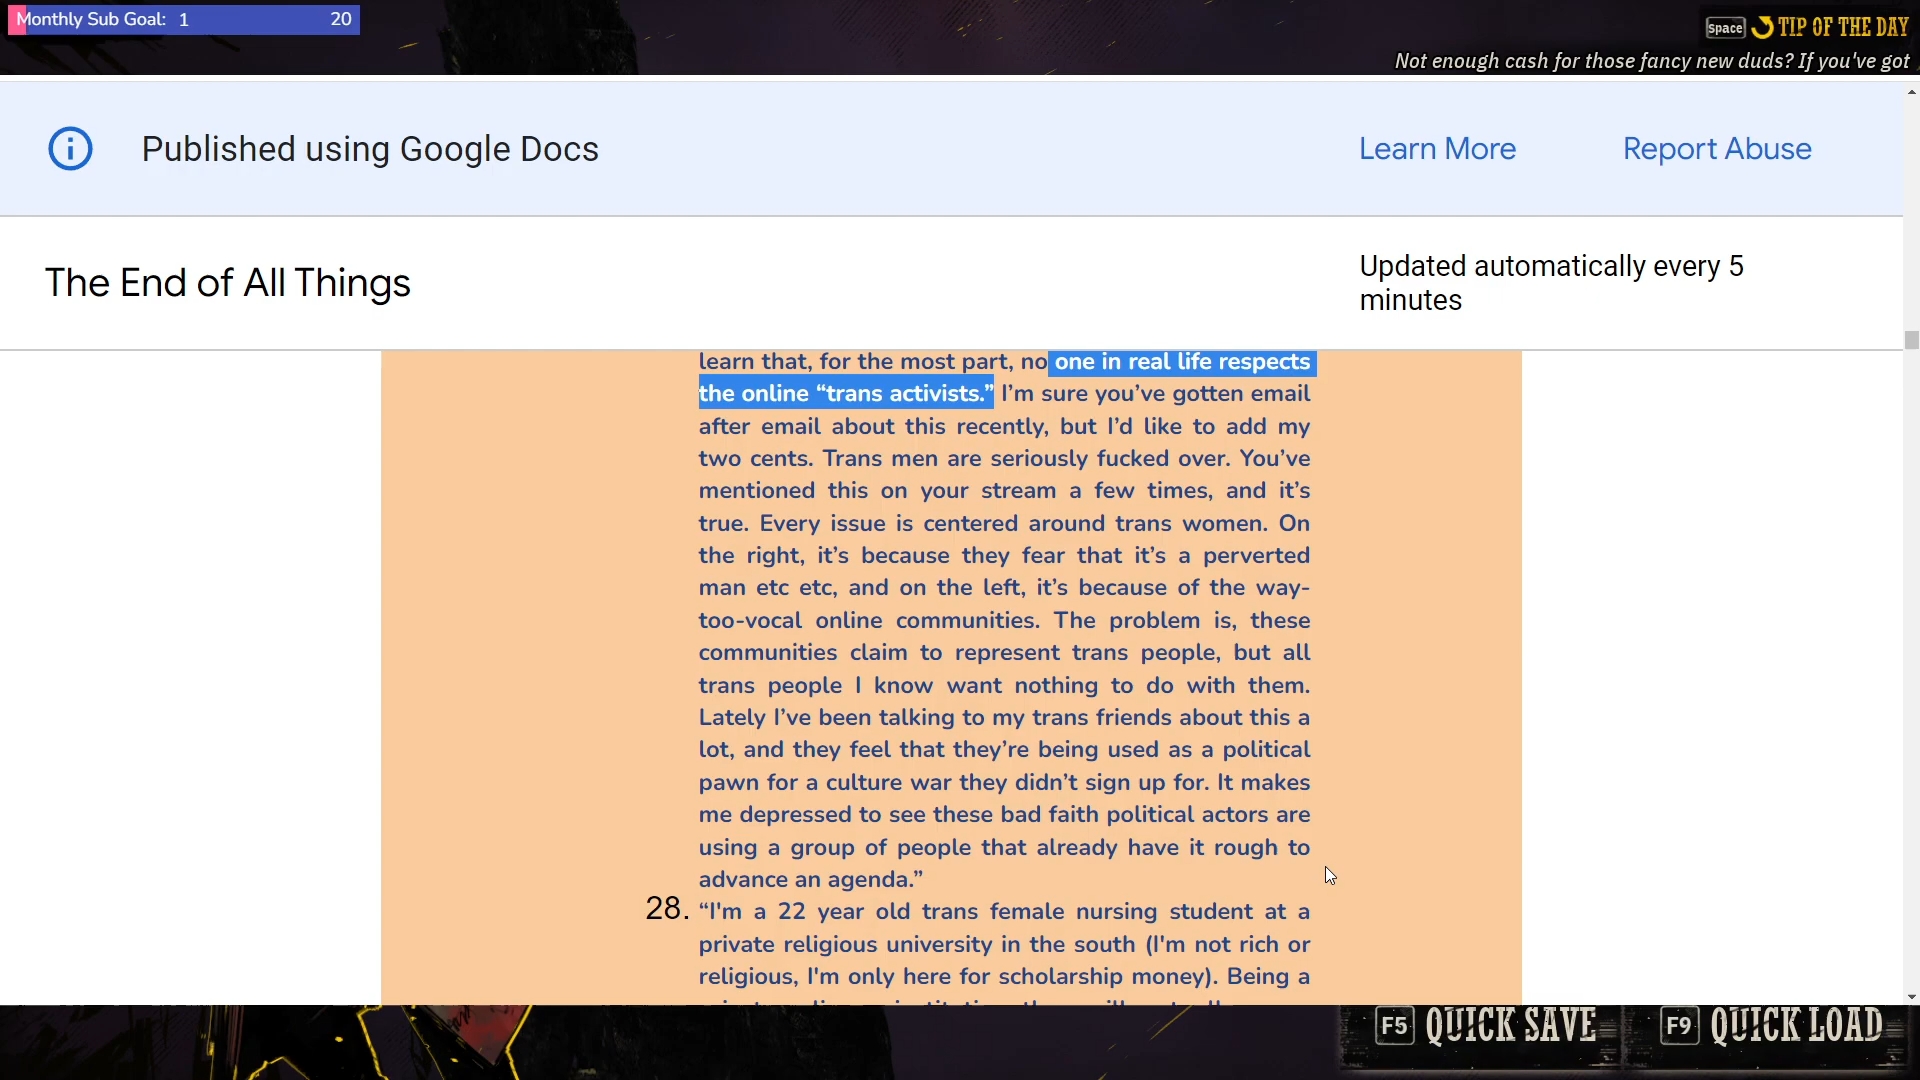 Monthly Sub Goal: 1 20
Space TIP OF THE DAY
Not enough cash for those fancy new duds? If you've got
Published using Google Docs
Learn More
Report Abuse
The End of All Things
Updated automatically every 5
minutes
learn that, for the most part, no one in real life respects
the online “trans activists.” I’m sure you’ve gotten email
after email about this recently, but I’d like to add my
two cents. Trans men are seriously fucked over. You’ve
mentioned this on your stream a few times, and it’s
true. Every issue is centered around trans women. On
the right, it’s because they fear that it’s a perverted
man etc etc, and on the left, it’s because of the way-
too-vocal online communities. The problem is, these
communities claim to represent trans people, but all
trans people I know want nothing to do with them.
Lately I’ve been talking to my trans friends about this a
lot, and they feel that they’re being used as a political
pawn for a culture war they didn’t sign up for. It makes
me depressed to see these bad faith political actors are
using a group of people that already have it rough to
advance an agenda.”
28. “I'm a 22 year old trans female nursing student at a
private religious university in the south (I'm not rich or
religious, I'm only here for scholarship money). Being a
F5 QUICK SAVE
F9 QUICK LOAD